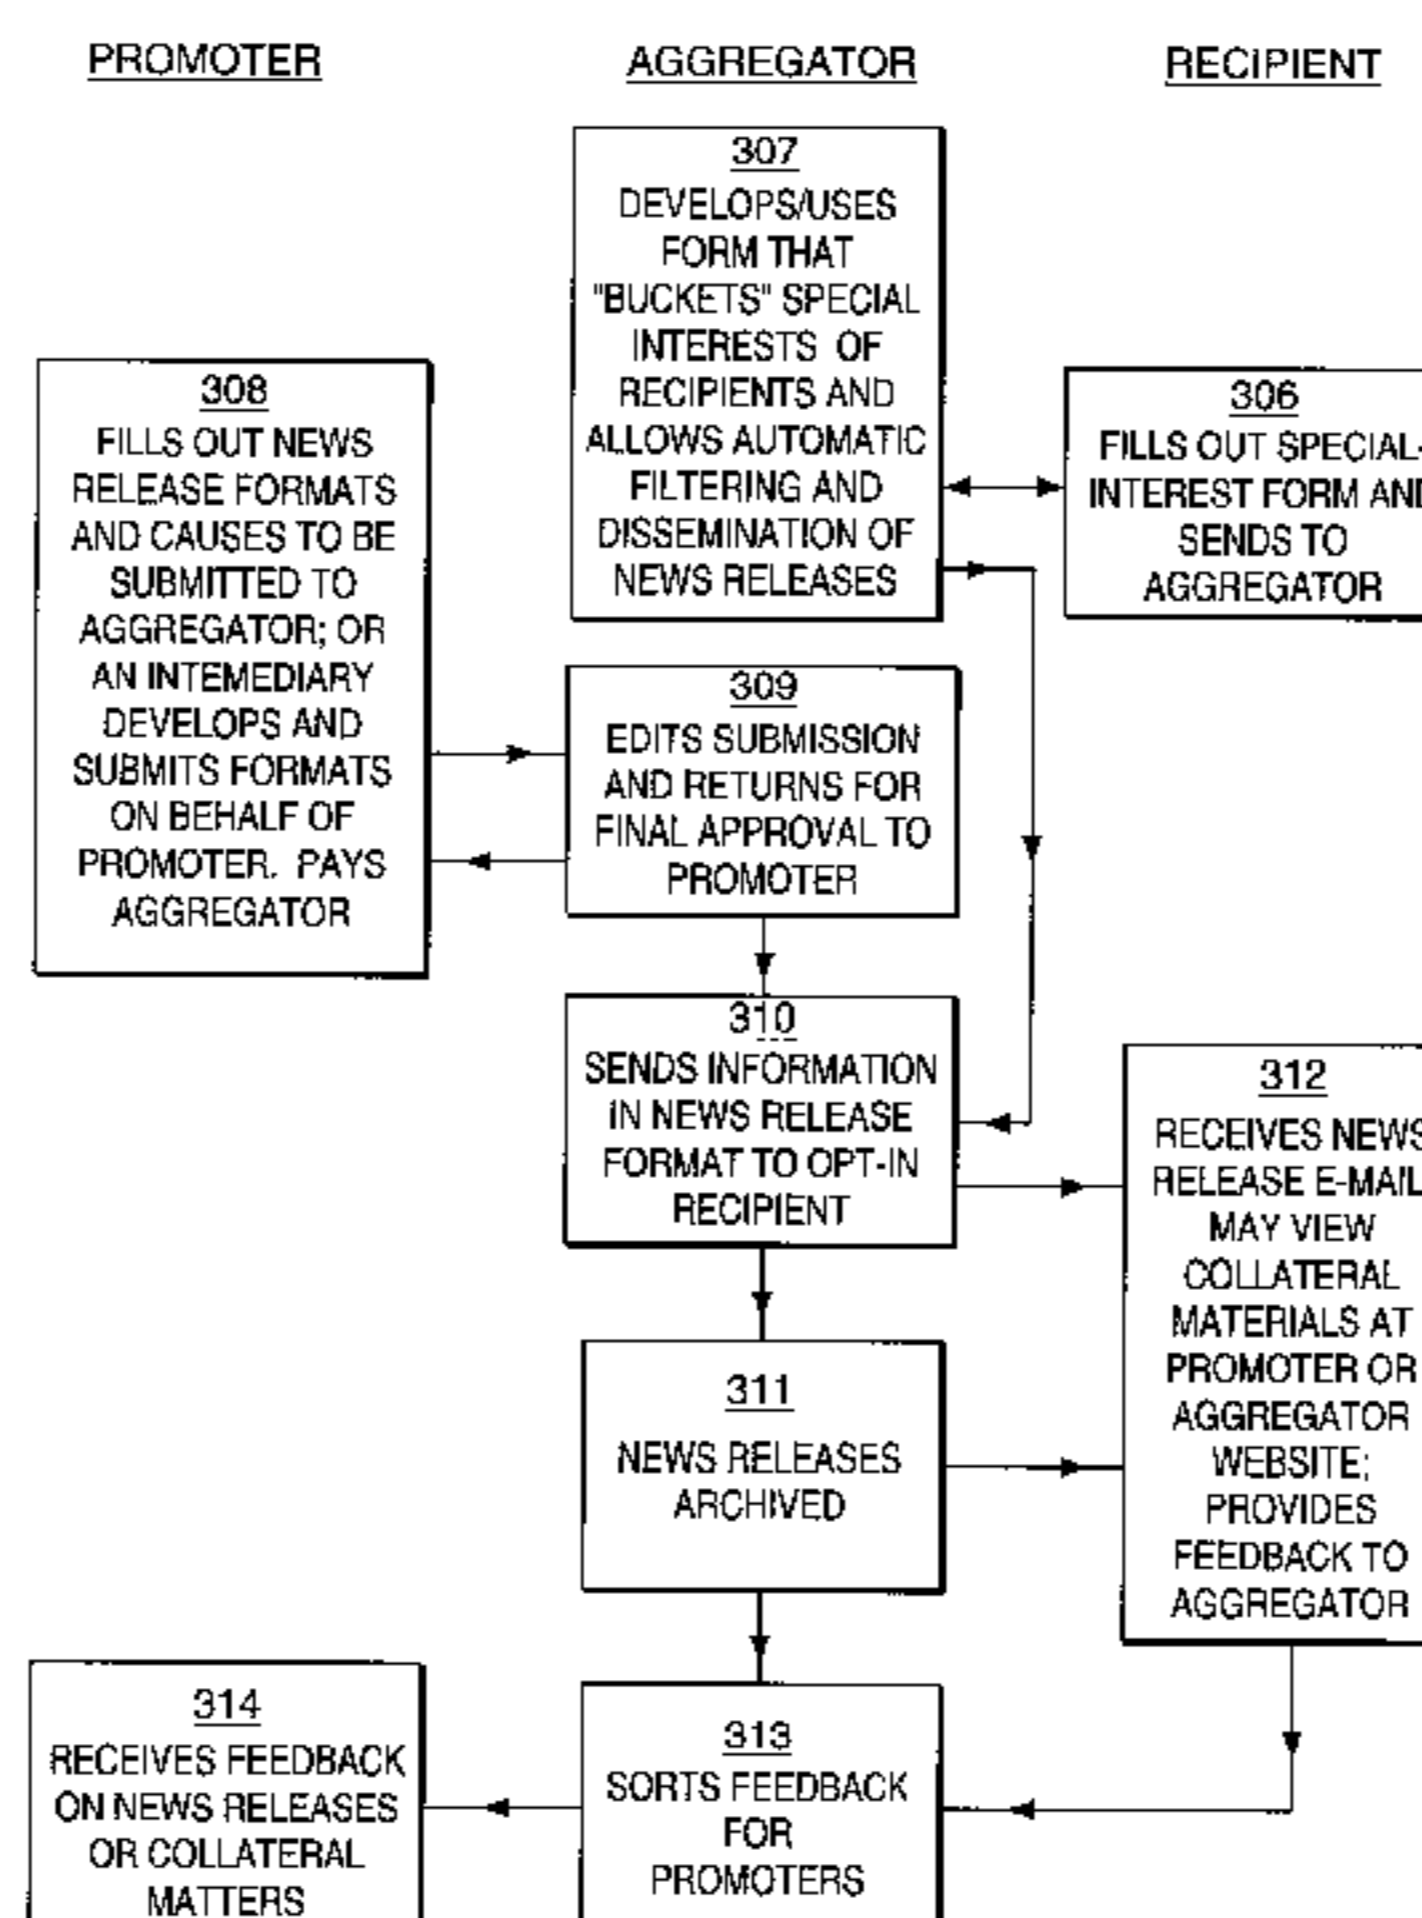 PROMOTER
AGGREGATOR
RECIPIENT
307
DEVELOPS/USES
FORM THAT
"BUCKETS" SPECIAL
INTERESTS OF
RECIPIENTS AND
ALLOWS AUTOMATIC
FILTERING AND
DISSEMINATION OF
NEWS RELEASES
308
FILLS OUT NEWS
RELEASE FORMATS
AND CAUSES TO BE
SUBMITTED TO
AGGREGATOR; OR
AN INTEMEDIARY
DEVELOPS AND
SUBMITS FORMATS
ON BEHALF OF
PROMOTER. PAYS
AGGREGATOR
306
FILLS OUT SPECIAL-
INTEREST FORM AND
SENDS TO
AGGREGATOR
309
EDITS SUBMISSION
AND RETURNS FOR
FINAL APPROVAL TO
PROMOTER
310
SENDS INFORMATION
IN NEWS RELEASE
FORMAT TO OPT-IN
RECIPIENT
312
RECEIVES NEWS
RELEASE E-MAIL
MAY VIEW
COLLATERAL
MATERIALS AT
PROMOTER OR
AGGREGATOR
WEBSITE;
PROVIDES
FEEDBACK TO
AGGREGATOR
311
NEWS RELEASES
ARCHIVED
314
RECEIVES FEEDBACK
ON NEWS RELEASES
OR COLLATERAL
MATTERS
313
SORTS FEEDBACK
FOR
PROMOTERS